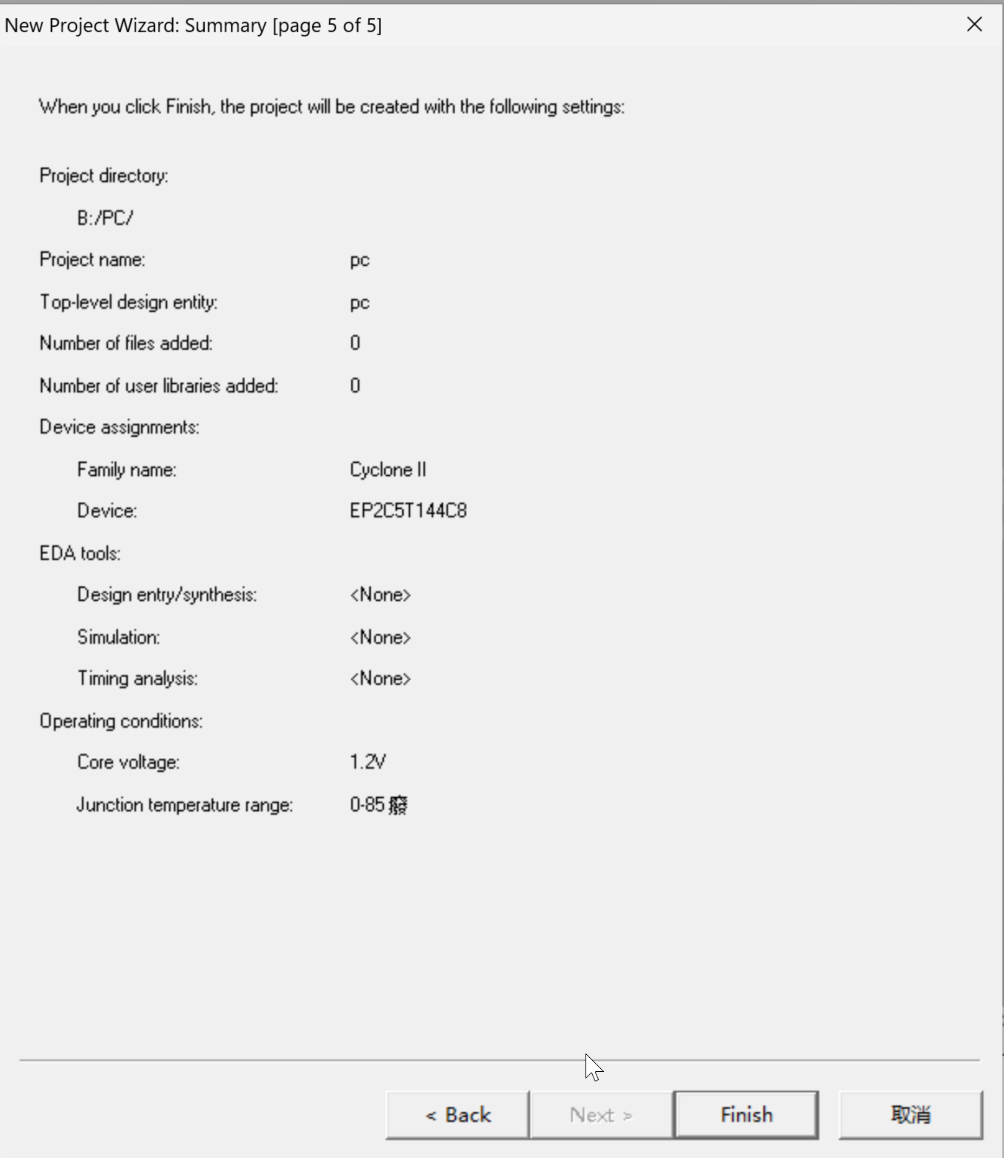 New Project Wizard: Summary [page 5 of 5]
When you click Finish, the project will be created with the following settings:
Project directory:
B:/PC/
Project name: pc
Top-level design entity: pc
Number of files added: 0
Number of user libraries added: 0
Device assignments:
Family name: Cyclone II
Device: EP2C5T144C8
EDA tools:
Design entry/synthesis: <None>
Simulation: <None>
Timing analysis: <None>
Operating conditions:
Core voltage: 1.2V
Junction temperature range: 0-85 癈
< Back Next > Finish 取消